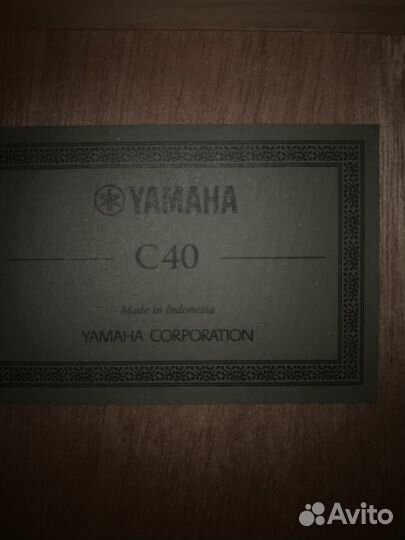 YAMAHA
C40
Made in Indonesia
YAMAHA CORPORATION
Avito